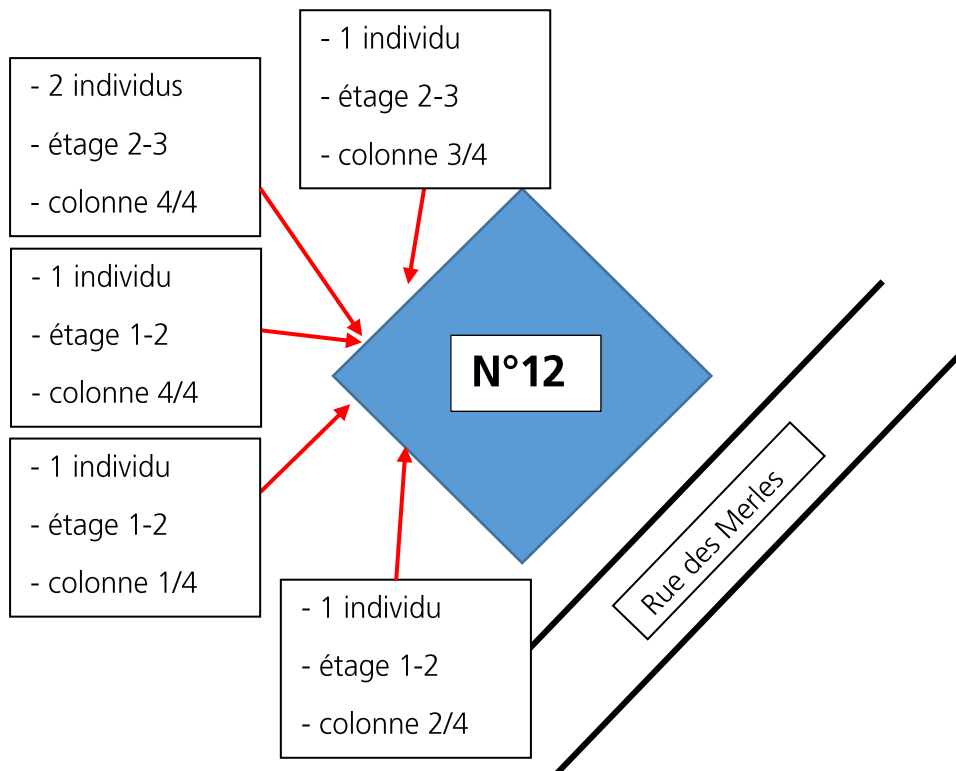 - 1 individu
- étage 2-3
- colonne 3/4
- 2 individus
- étage 2-3
- colonne 4/4
- 1 individu
- étage 1-2
- colonne 4/4
N°12
- 1 individu
- étage 1-2
- colonne 1/4
Rue des Merles
- 1 individu
- étage 1-2
- colonne 2/4